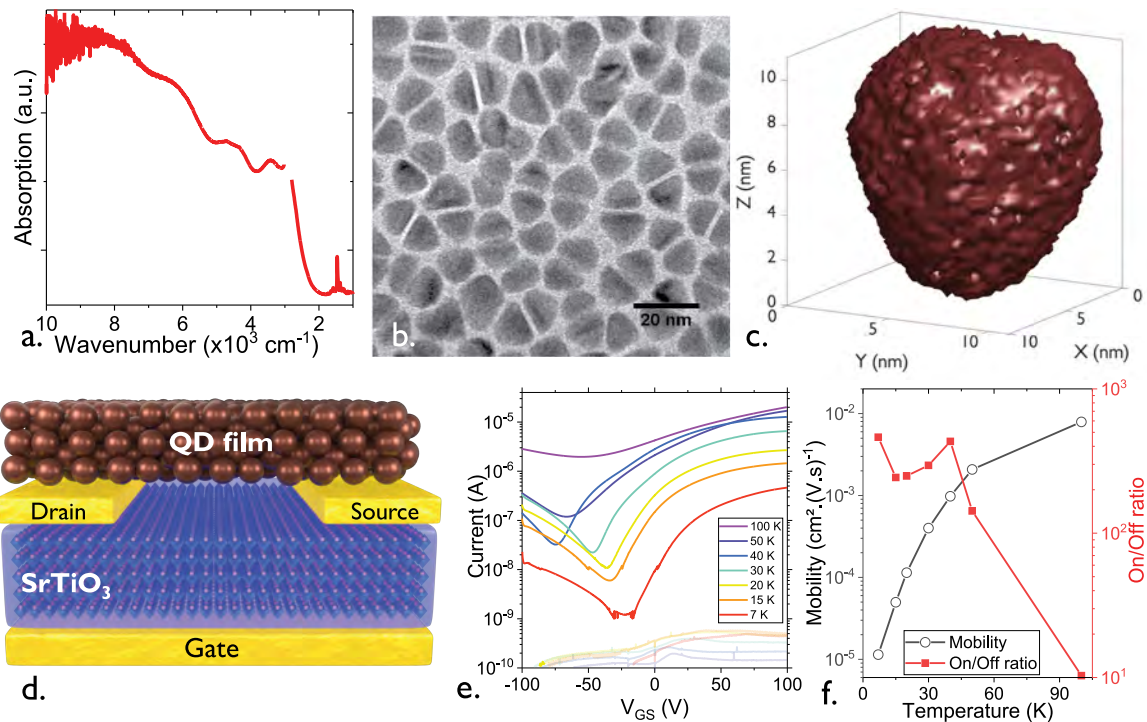 Absorption (a.u.)
10 8 6 4 2
Wavenumber (x10³ cm⁻¹)
a.
20 nm
b.
Z (nm)
10
8
6
4
2
0
0 5 10
Y (nm)
10 5 0
X (nm)
c.
QD film
Drain
Source
SrTiO₃
Gate
d.
Current (A)
10⁻⁵
10⁻⁶
10⁻⁷
10⁻⁸
10⁻⁹
10⁻¹⁰
100 K
50 K
40 K
30 K
20 K
15 K
7 K
-100 -50 0 50 100
V_GS (V)
e.
Mobility (cm².(V.s)⁻¹
10⁻²
10⁻³
10⁻⁴
10⁻⁵
On/Off ratio
10³
10²
10¹
Mobility
On/Off ratio
0 30 60 90
Temperature (K)
f.